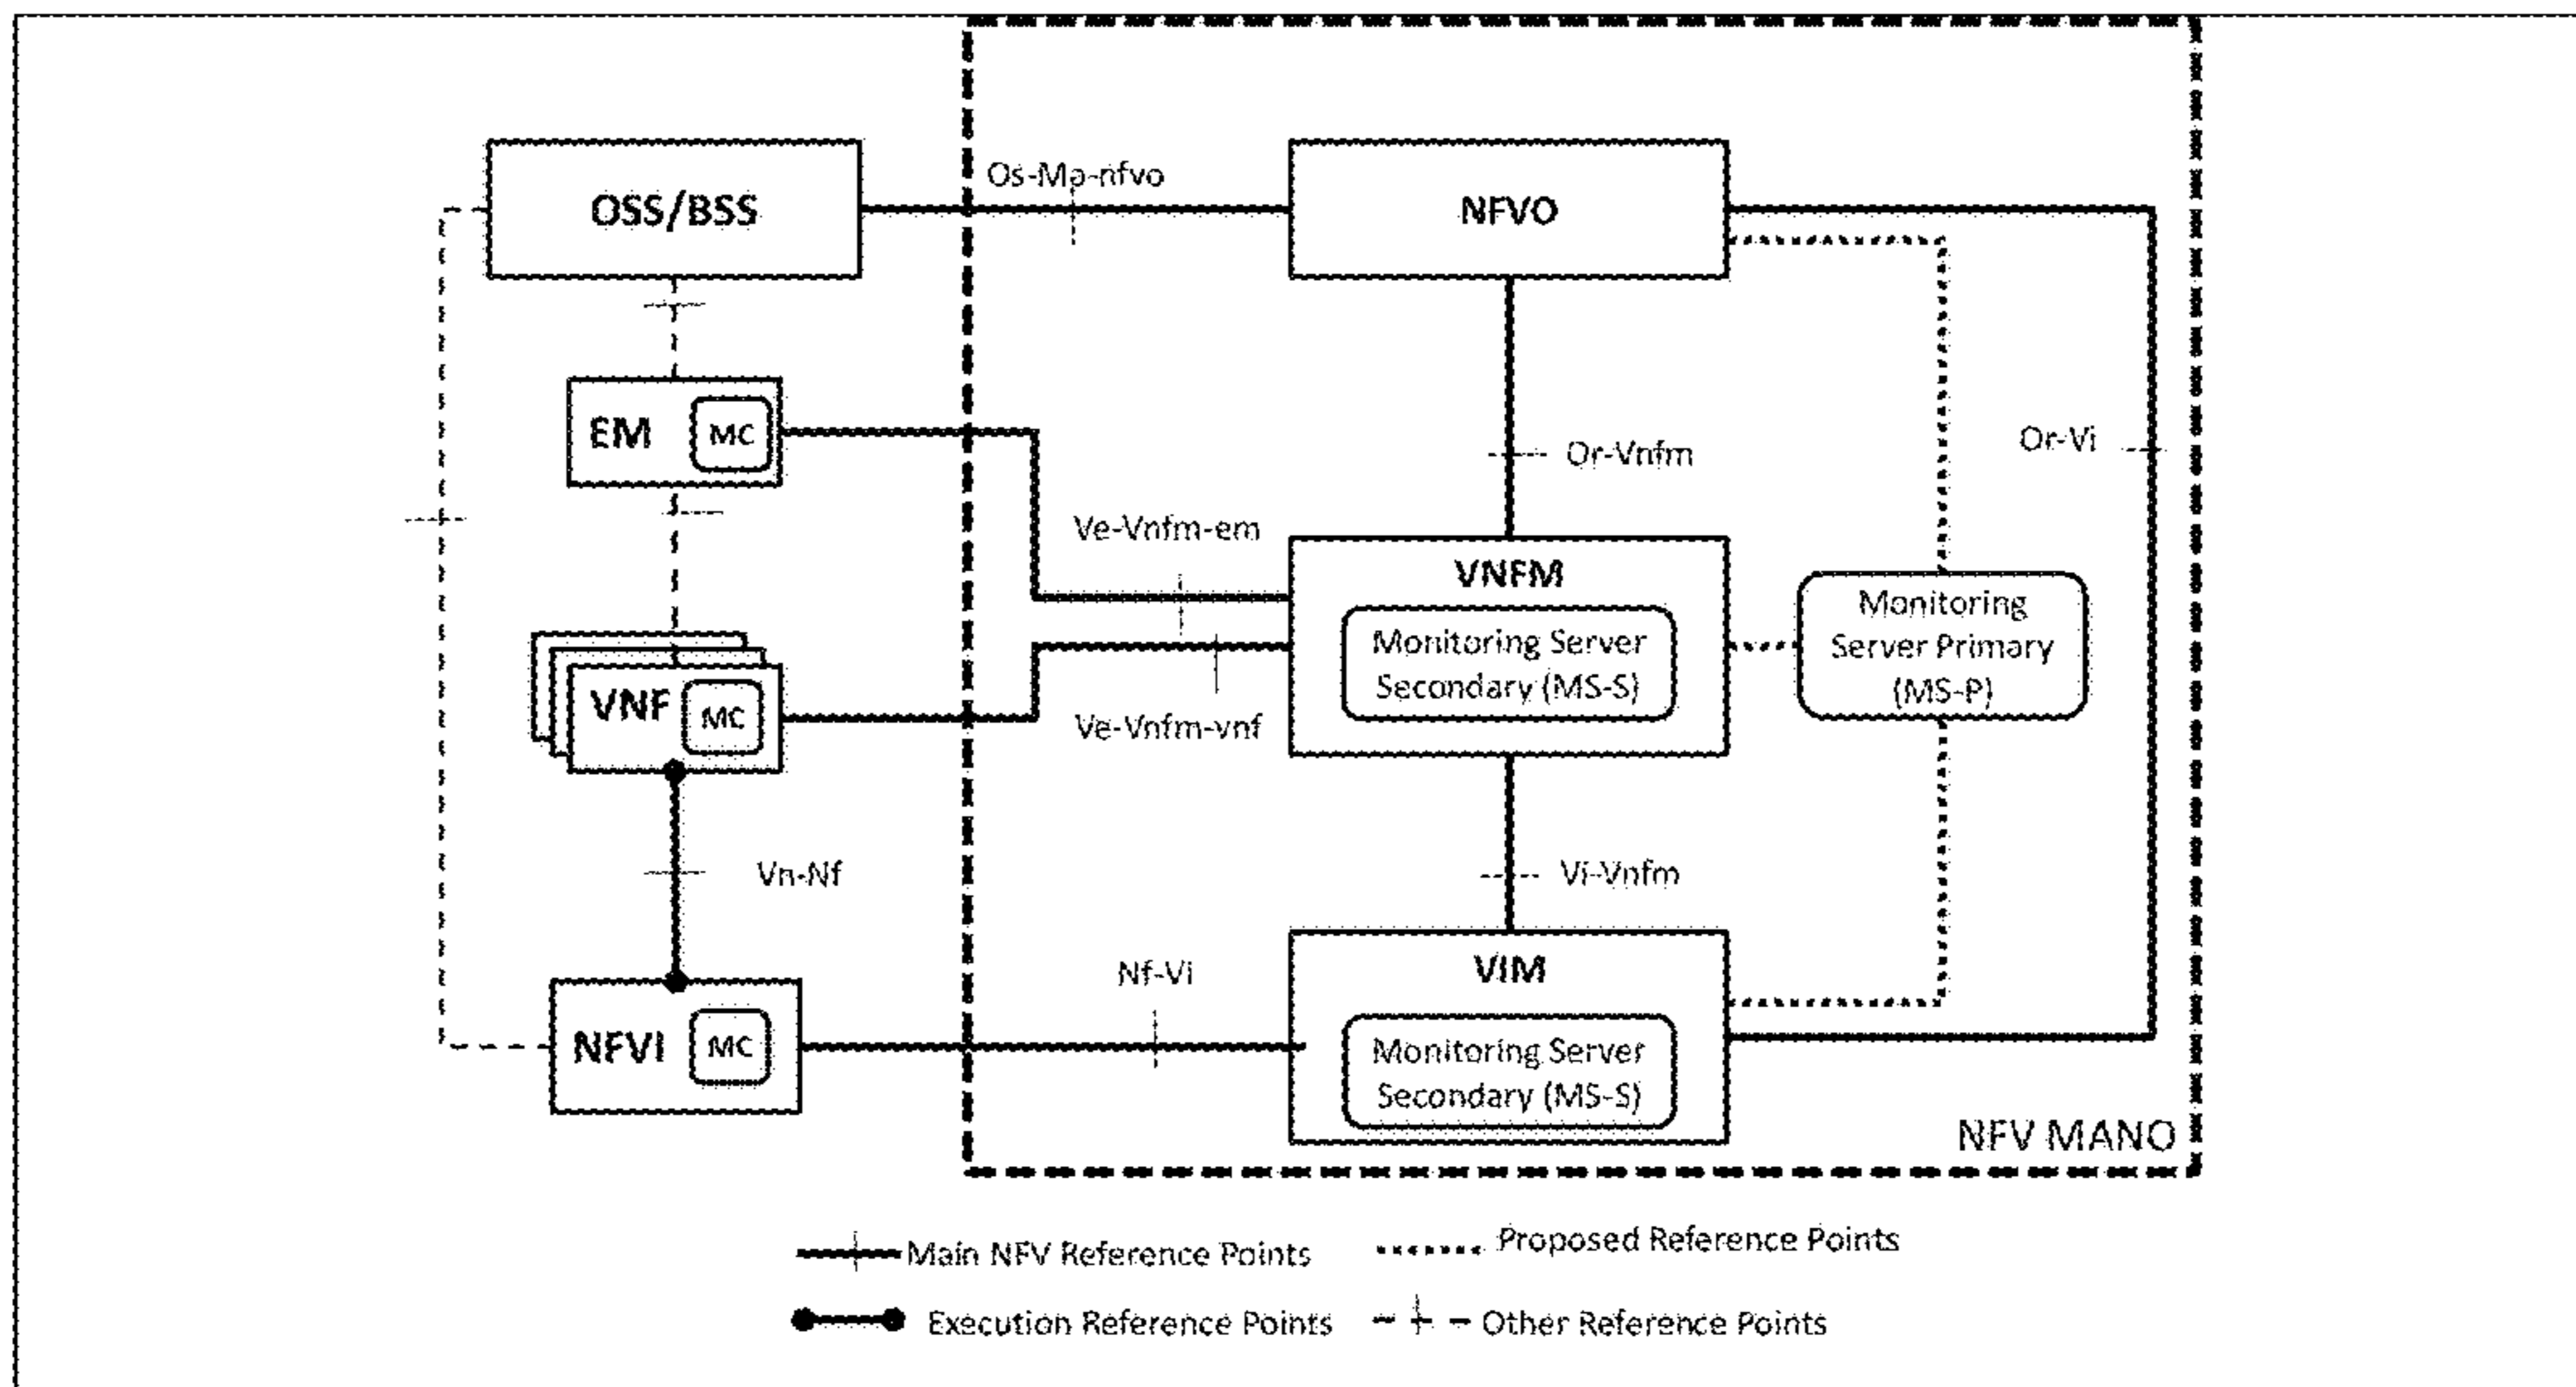 Os-Ma-nfvo
OSS/BSS
NFVO
EM
MC
Or-Vi
Or-Vnfm
Ve-Vnfm-em
VNFM
Monitoring Server
Secondary (MS-S)
Monitoring
Server Primary
(MS-P)
VNF
MC
Ve-Vnfm-vnf
Vn-Nf
Vi-Vnfm
Nf-Vi
VIM
NFVI
MC
Monitoring Server
Secondary (MS-S)
NFV MANO
Main NFV Reference Points
Proposed Reference Points
Execution Reference Points
Other Reference Points